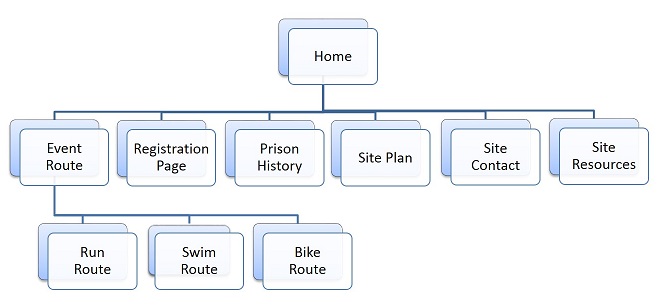 Home
Event
Route
Registration
Page
Prison
History
Site Plan
Site
Contact
Site
Resources
Run
Route
Swim
Route
Bike
Route